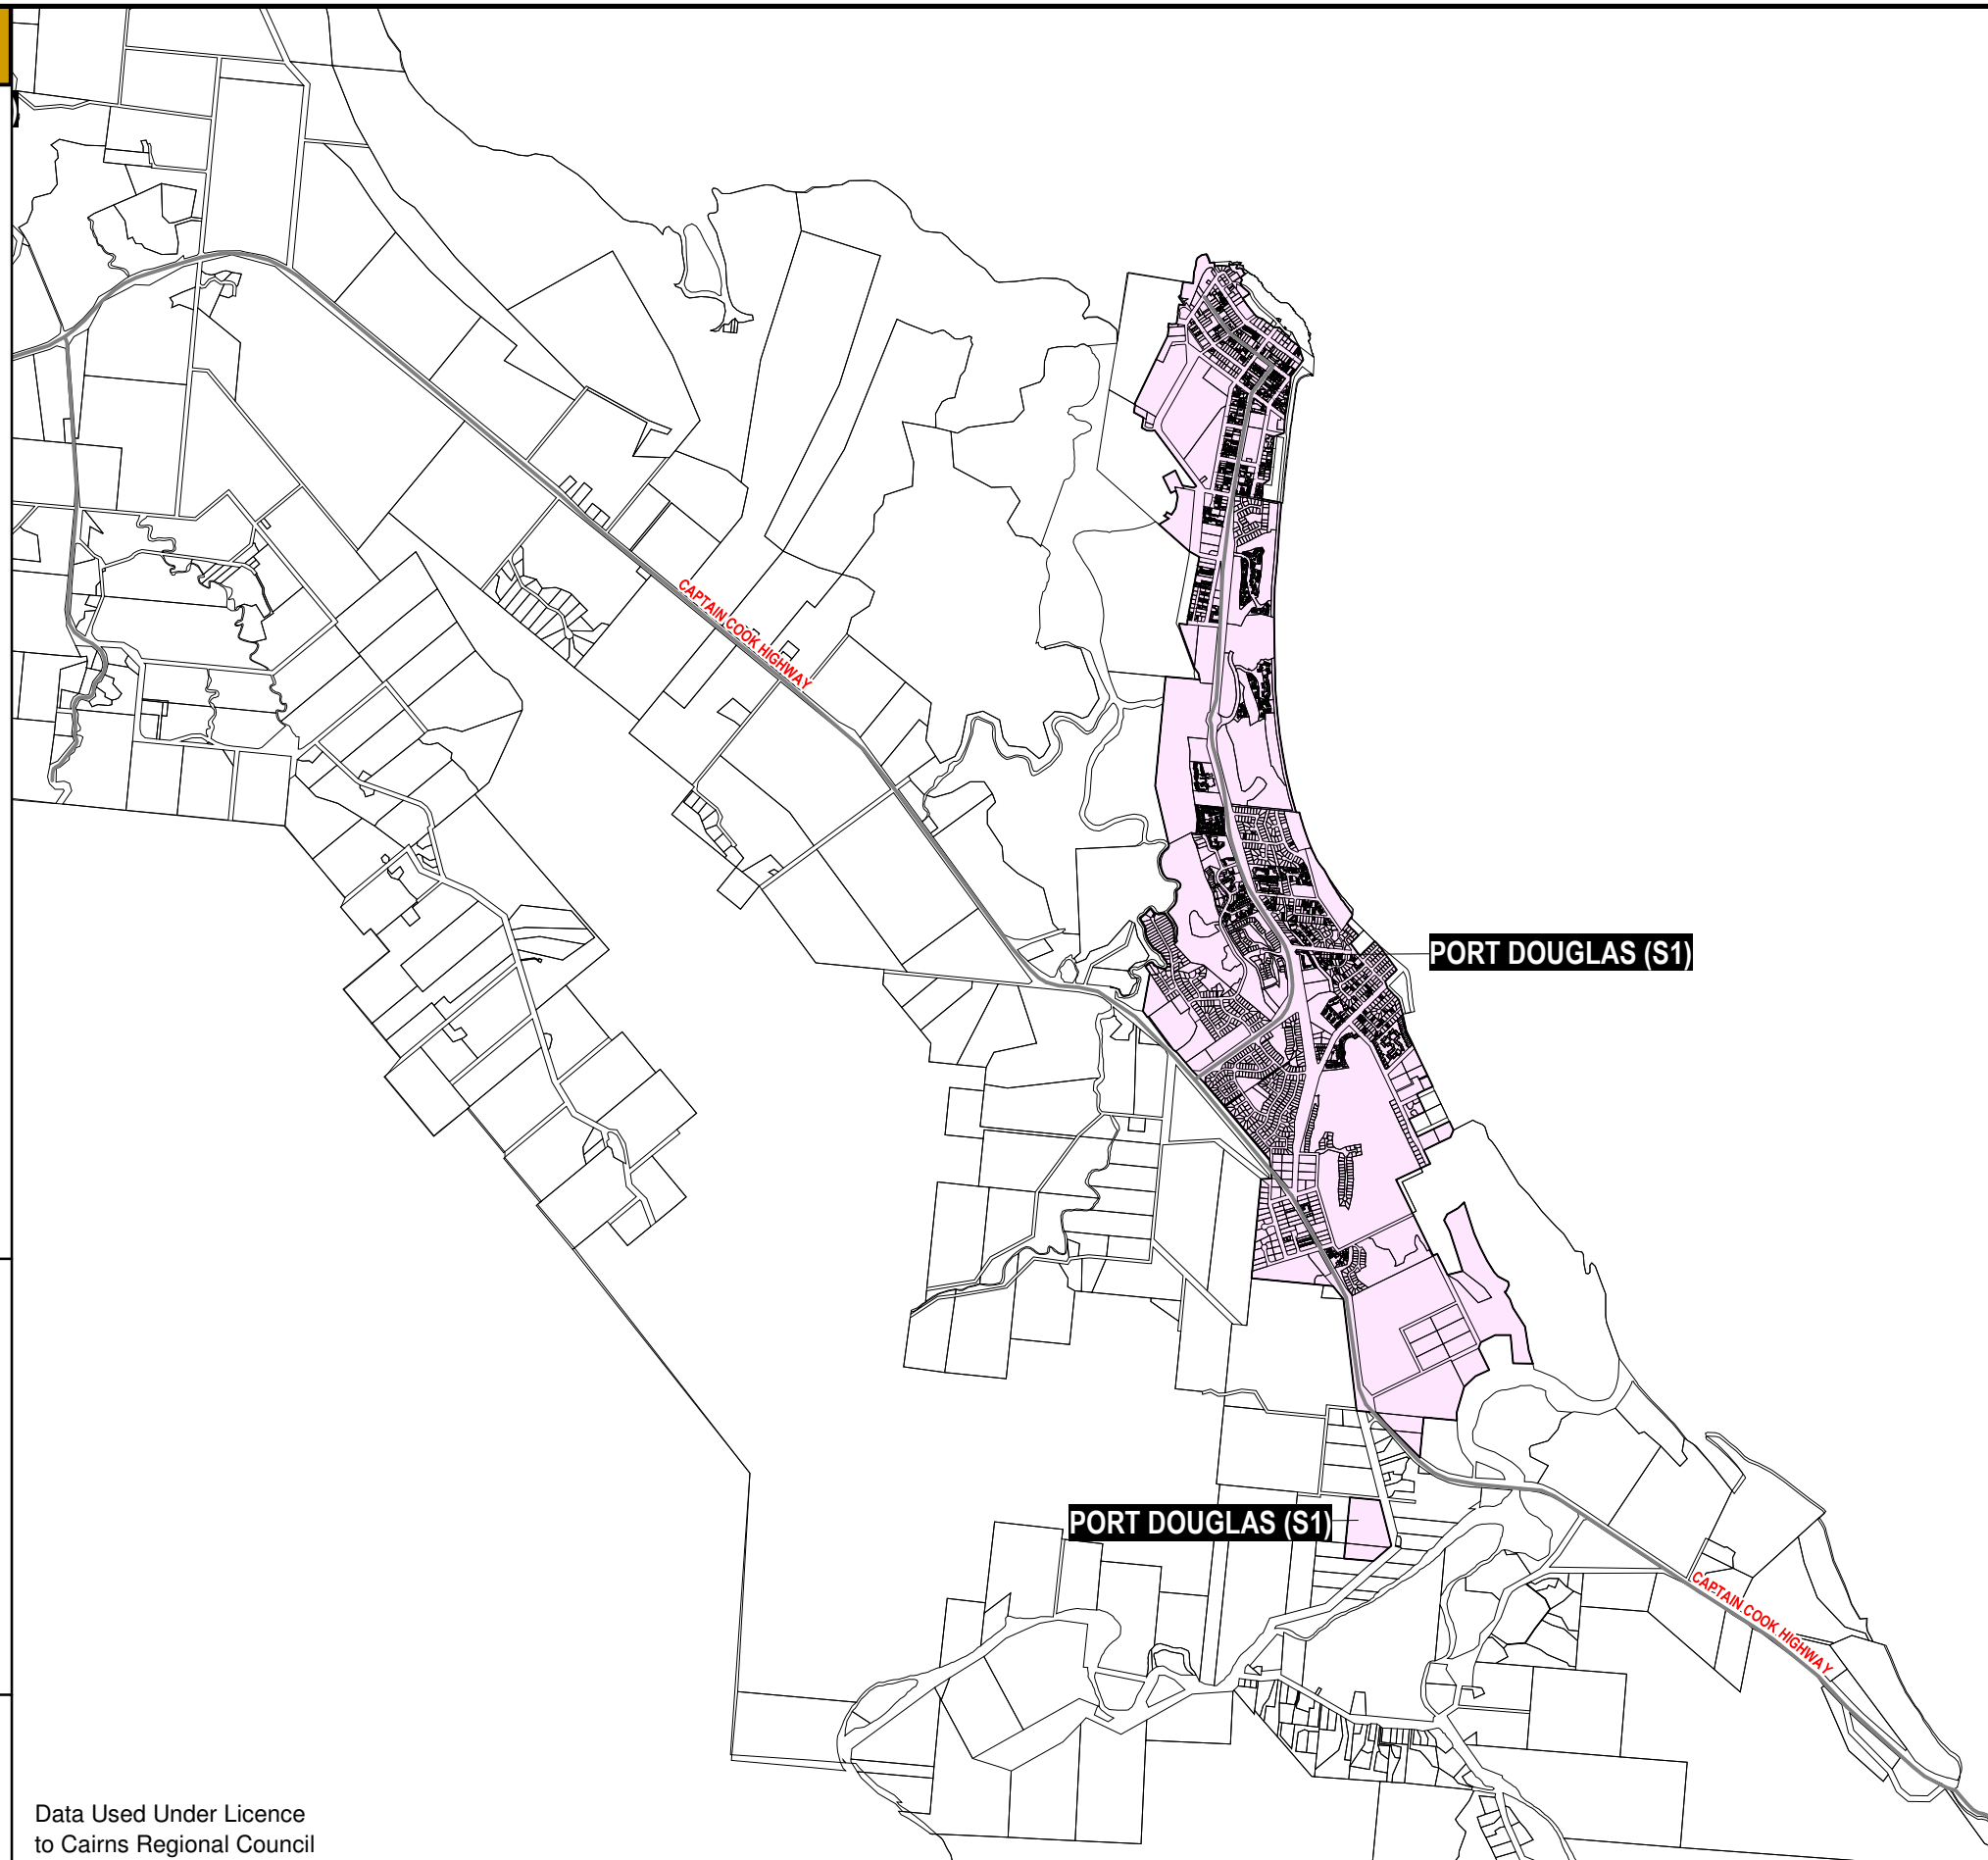 CAPTAIN COOK HIGHWAY
PORT DOUGLAS (S1)
PORT DOUGLAS (S1)
CAPTAIN COOK HIGHWAY
Data Used Under Licence
to Cairns Regional Council